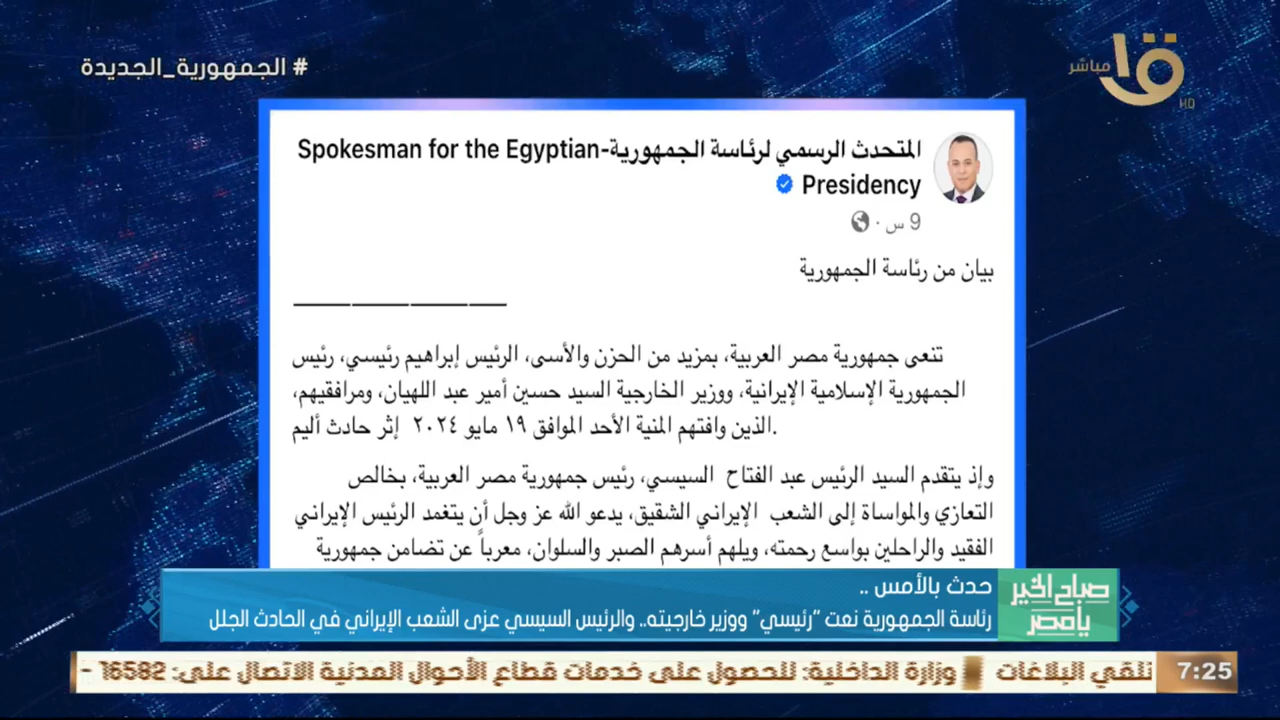 # الجمهورية_الجديدة
مباشر
HD
المتحدث الرسمي لرئاسة الجمهورية-Spokesman for the Egyptian
Presidency
9 س ·
بيان من رئاسة الجمهورية
تنعى جمهورية مصر العربية، بمزيد من الحزن والأسى، الرئيس إبراهيم رئيسي، رئيس
الجمهورية الإسلامية الإيرانية، ووزير الخارجية السيد حسين أمير عبد اللهيان، ومرافقيهم،
الذين وافتهم المنية الأحد الموافق ١٩ مايو ٢٠٢٤ إثر حادث أليم.
وإذ يتقدم السيد الرئيس عبد الفتاح السيسي، رئيس جمهورية مصر العربية، بخالص
التعازي والمواساة إلى الشعب الإيراني الشقيق، يدعو الله عز وجل أن يتغمد الرئيس الإيراني
الفقيد والراحلين بواسع رحمته، ويلهم أسرهم الصبر والسلوان، معرباً عن تضامن جمهورية
صباح الخير
يا مصر
حدث بالأمس ..
رئاسة الجمهورية نعت "رئيسي" ووزير خارجيته.. والرئيس السيسي عزى الشعب الإيراني في الحادث الجلل
7:25
تلقي البلاغات وزارة الداخلية: للحصول على خدمات قطاع الأحوال المدنية الاتصال على: 16582 -